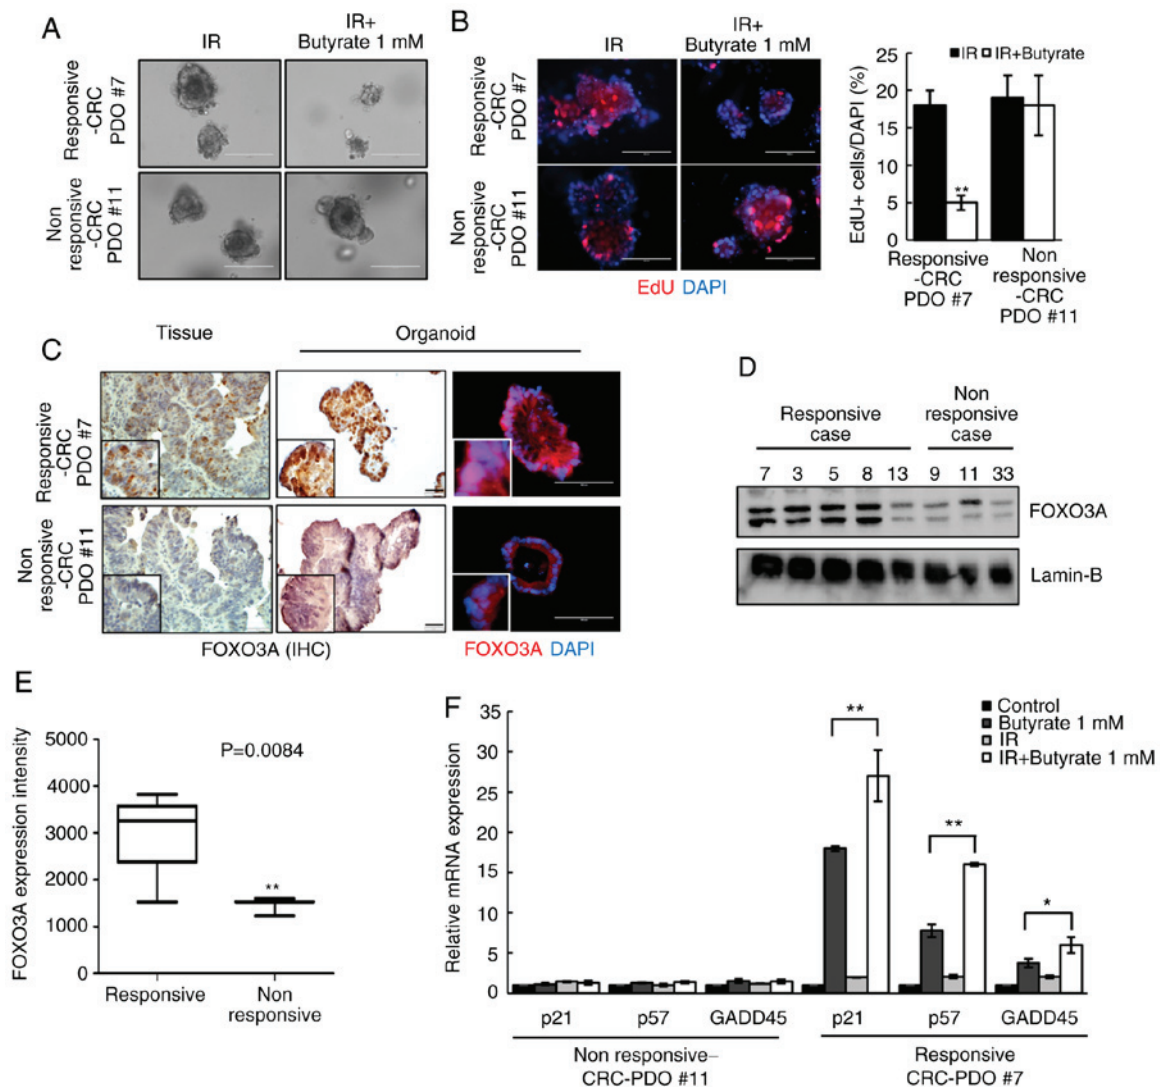 A
IR
IR+
Butyrate 1 mM
Responsive
-CRC
PDO #7
Non
responsive
-CRC
PDO #11
B
IR
IR+
Butyrate 1 mM
Responsive
-CRC
PDO #7
Non
responsive
-CRC
PDO #11
EdU DAPI
IR IR+Butyrate
EdU+ cells/DAPI (%)
25
20
15
10
5
0
**
Responsive
-CRC
PDO #7
Non
responsive
-CRC
PDO #11
C
Tissue
Organoid
Responsive
-CRC
PDO #7
Non
responsive
-CRC
PDO #11
FOXO3A (IHC)
FOXO3A DAPI
D
Responsive
case
Non
responsive
case
7 3 5 8 13 9 11 33
FOXO3A
Lamin-B
E
FOXO3A expression intensity
5000
4000
3000
2000
1000
0
P=0.0084
**
Responsive
Non
responsive
F
Relative mRNA expression
35
30
25
20
15
10
5
0
Control
Butyrate 1 mM
IR
IR+Butyrate 1 mM
**
**
*
p21 p57 GADD45 p21 p57 GADD45
Non responsive–
CRC-PDO #11
Responsive
CRC-PDO #7